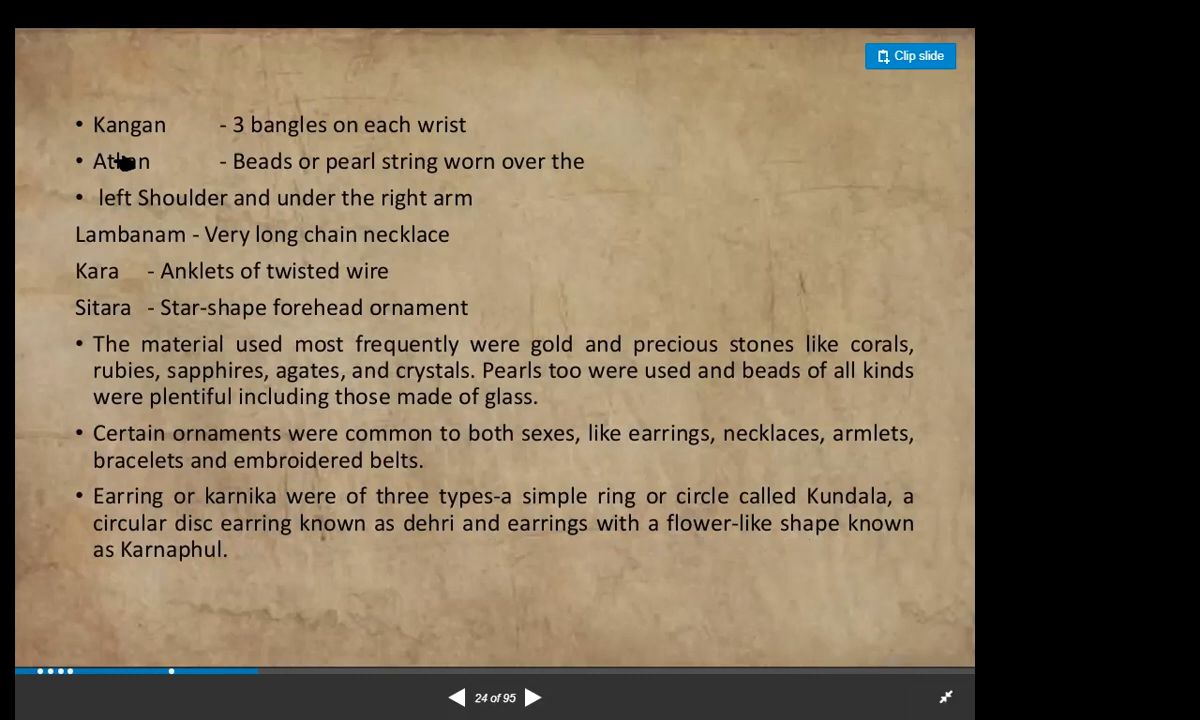 Clip slide
• Kangan - 3 bangles on each wrist
• - Beads or pearl string worn over the
• left Shoulder and under the right arm
Lambanam - Very long chain necklace
Kara - Anklets of twisted wire
Sitara - Star-shape forehead ornament
• The material used most frequently were gold and precious stones like corals,
rubies, sapphires, agates, and crystals. Pearls too were used and beads of all kinds
were plentiful including those made of glass.
• Certain ornaments were common to both sexes, like earrings, necklaces, armlets,
bracelets and embroidered belts.
• Earring or karnika were of three types-a simple ring or circle called Kundala, a
circular disc earring known as dehri and earrings with a flower-like shape known
as Karnaphul.
24 of 95